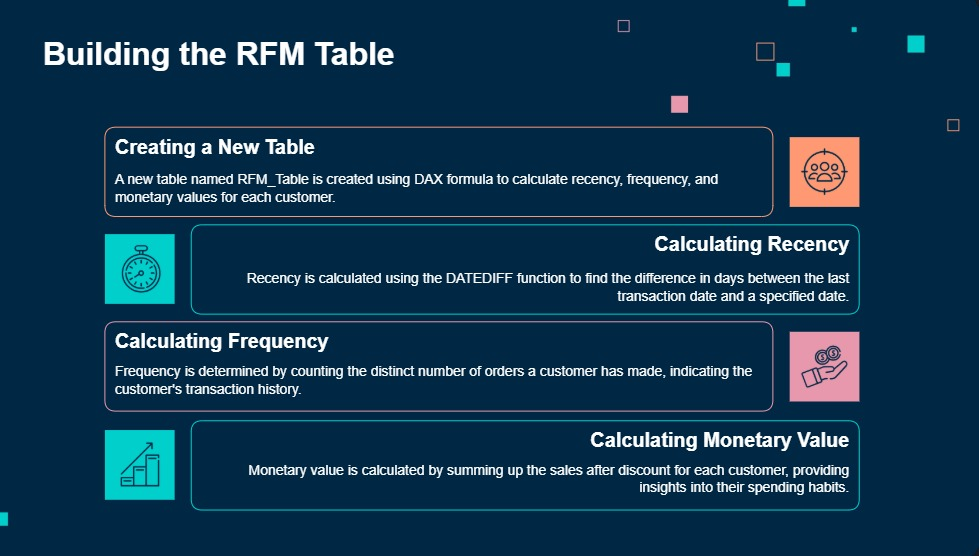 Building the RFM Table
Creating a New Table
A new table named RFM_Table is created using DAX formula to calculate recency, frequency, and
monetary values for each customer.
Calculating Recency
Recency is calculated using the DATEDIFF function to find the difference in days between the last
transaction date and a specified date.
Calculating Frequency
Frequency is determined by counting the distinct number of orders a customer has made, indicating the
customer's transaction history.
Calculating Monetary Value
Monetary value is calculated by summing up the sales after discount for each customer, providing
insights into their spending habits.